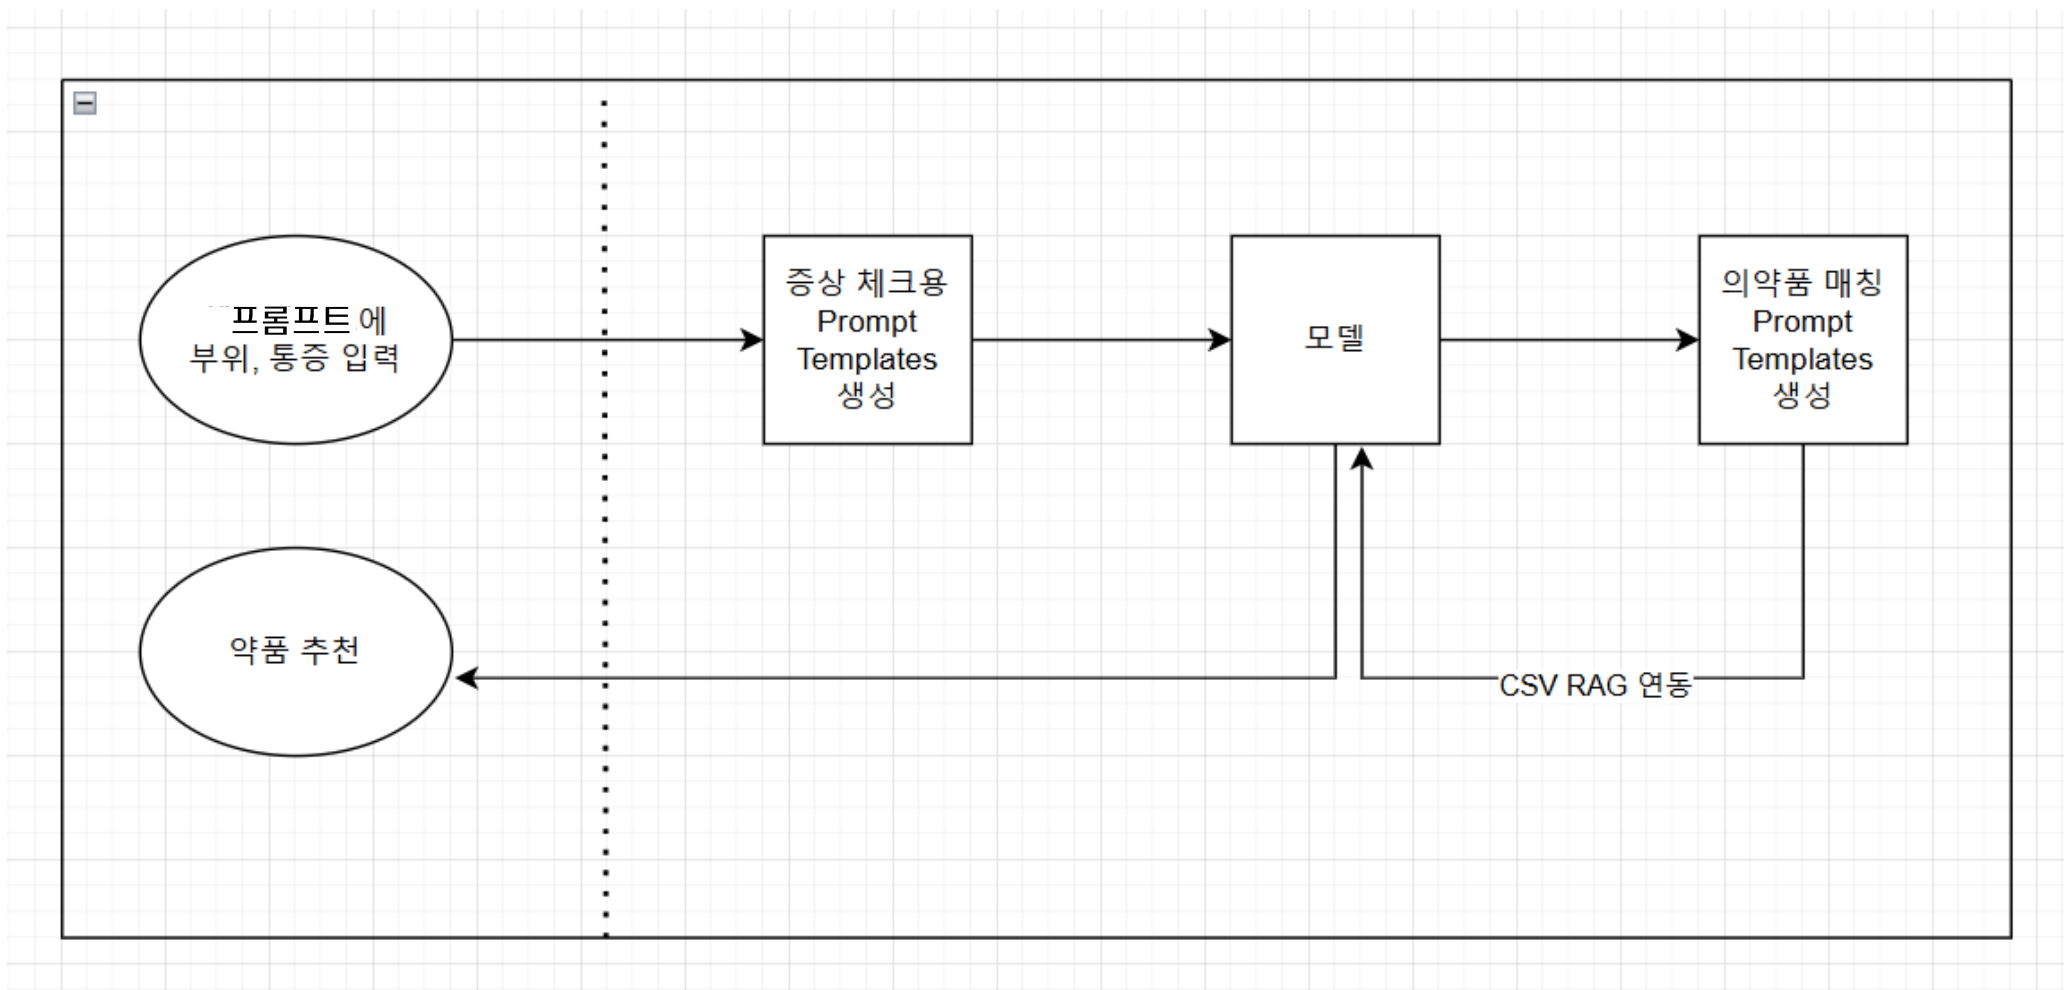 프롬프트 에
부위, 통증 입력
증상 체크용
Prompt
Templates
생성
모델
의약품 매칭
Prompt
Templates
생성
약품 추천
CSV RAG 연동